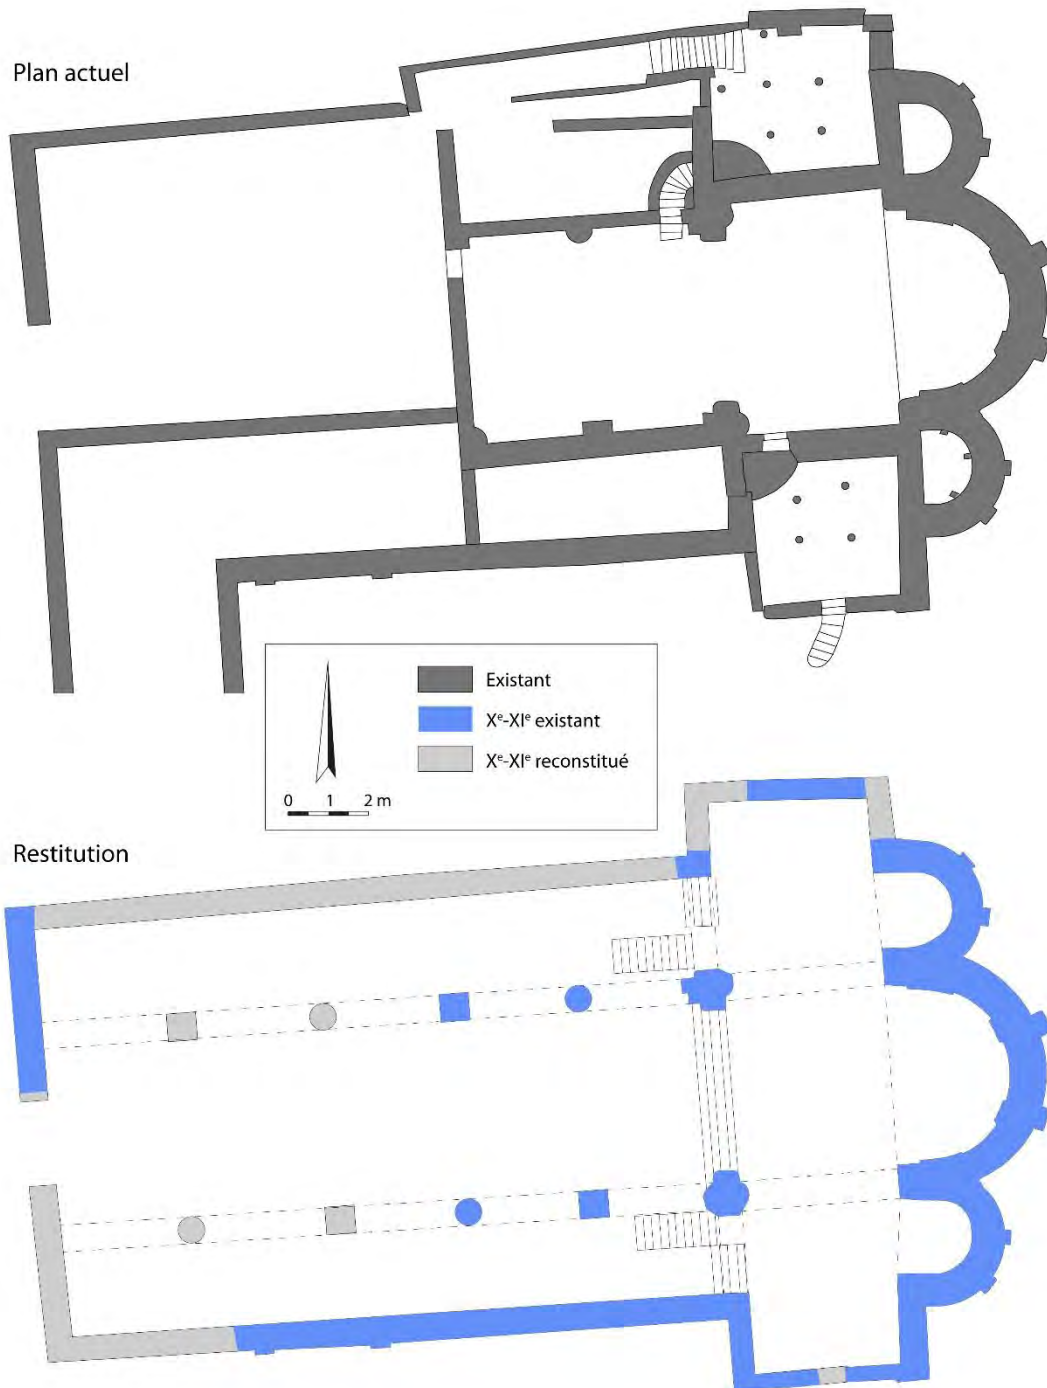 Plan actuel
Existant
Xᵉ-XIᵉ existant
Xᵉ-XIᵉ reconstitué
0 1 2 m
Restitution